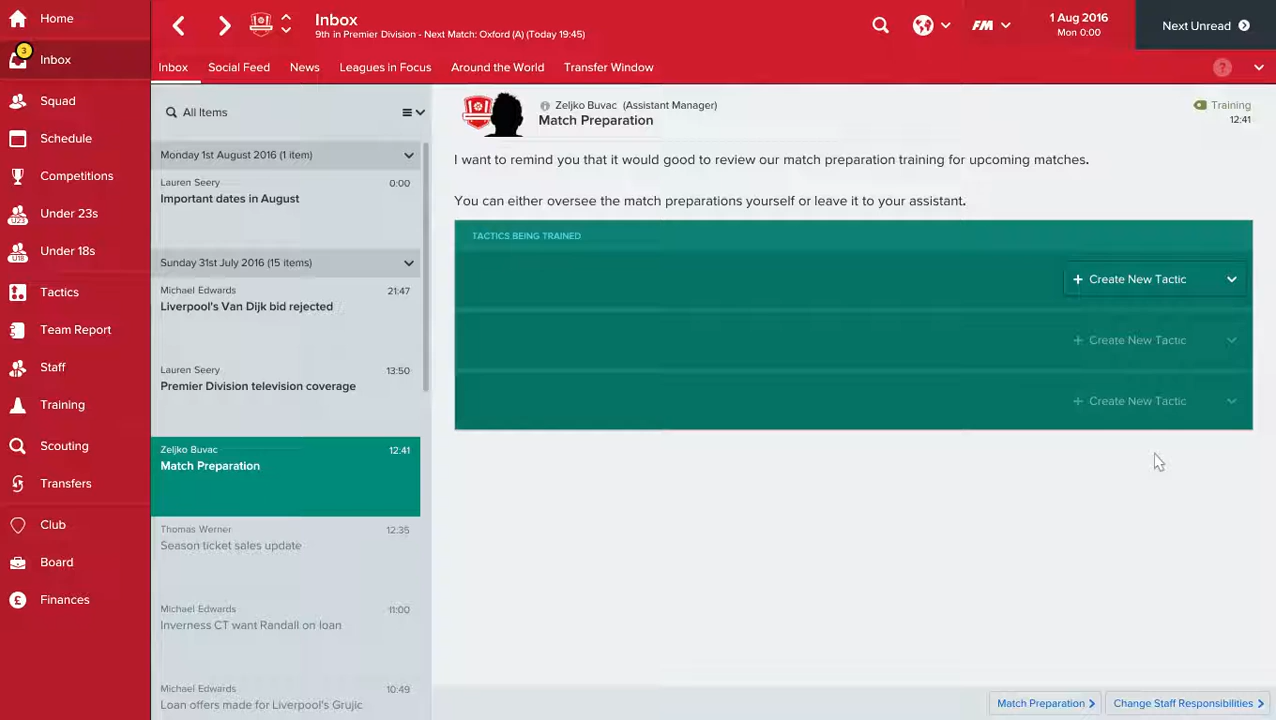 Home
3
Inbox
Squad
Schedule
Competitions
U23
Under 23s
U18
Under 18s
Tactics
Team Report
Staff
Training
Scouting
Transfers
Club
Board
£ Finances
Inbox
9th in Premier Division - Next Match: Oxford (A) (Today 19:45)
FM
1 Aug 2016
Mon 0:00
Next Unread
Inbox Social Feed News Leagues in Focus Around the World Transfer Window
?
All Items
Monday 1st August 2016 (1 item)
Lauren Seery 0:00
Important dates in August
Sunday 31st July 2016 (15 items)
Michael Edwards 21:47
Liverpool's Van Dijk bid rejected
Lauren Seery 13:50
Premier Division television coverage
Zeljko Buvac 12:41
Match Preparation
Thomas Werner 12:35
Season ticket sales update
Michael Edwards 11:00
Inverness CT want Randall on loan
Michael Edwards 10:49
Loan offers made for Liverpool's Grujic
Zeljko Buvac (Assistant Manager)
Match Preparation
Training
12:41
I want to remind you that it would good to review our match preparation training for upcoming matches.
You can either oversee the match preparations yourself or leave it to your assistant.
TACTICS BEING TRAINED
+ Create New Tactic
+ Create New Tactic
+ Create New Tactic
Match Preparation
Change Staff Responsibilities